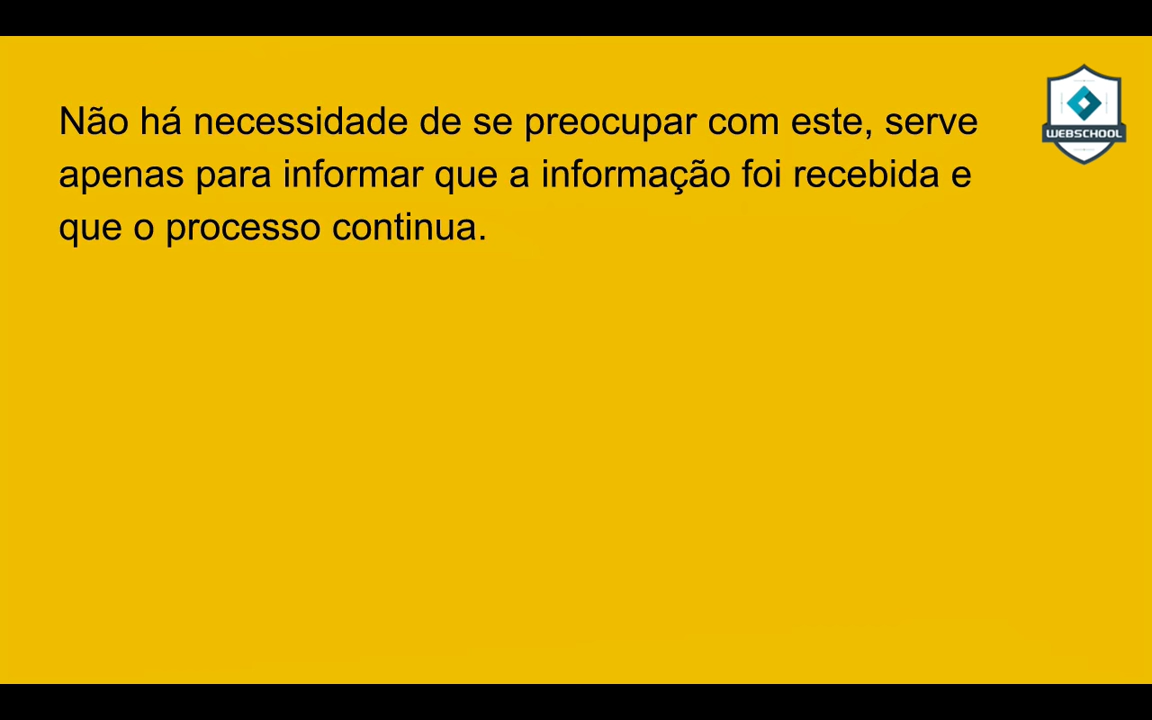 Não há necessidade de se preocupar com este, serve
apenas para informar que a informação foi recebida e
que o processo continua.
WEBSCHOOL